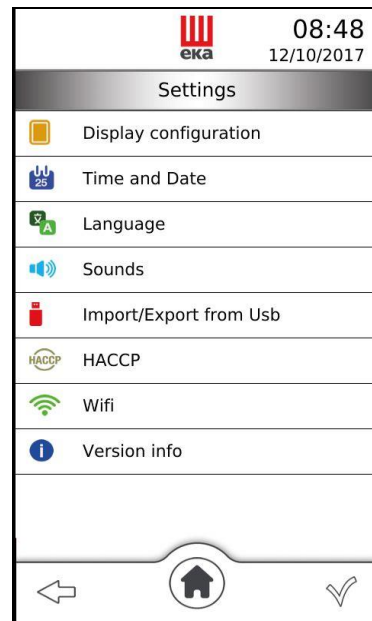 eka
08:48
12/10/2017
Settings
Display configuration
25
Time and Date
A
Language
Sounds
Import/Export from Usb
HACCP
HACCP
i
Wifi
Version info